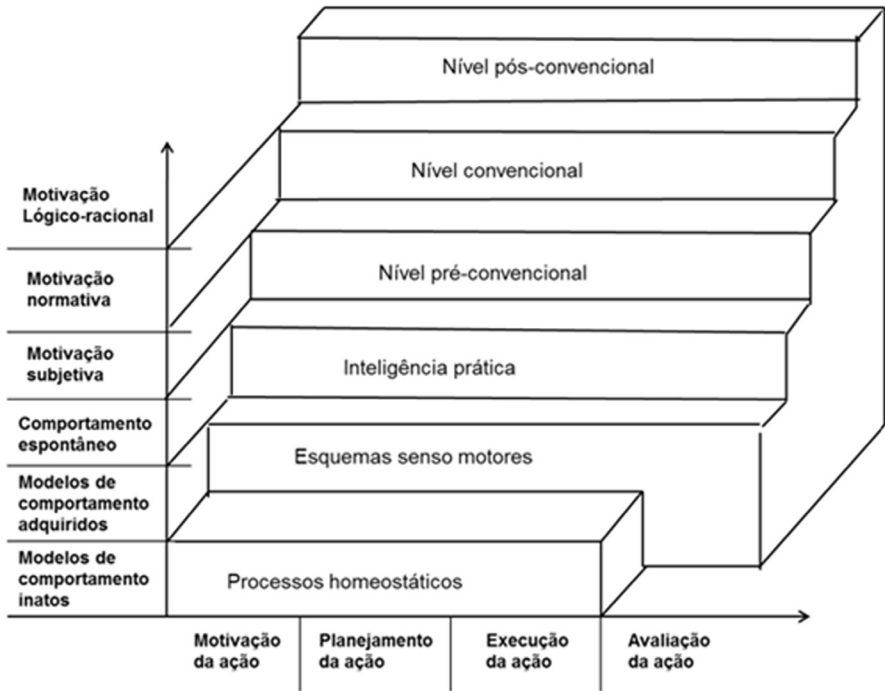 Nível pós-convencional
Nível convencional
Motivação
Lógico-racional
Nível pré-convencional
Motivação
normativa
Motivação
subjetiva
Inteligência prática
Comportamento
espontâneo
Esquemas senso motores
Modelos de
comportamento
adquiridos
Modelos de
comportamento
inatos
Processos homeostáticos
Motivação
da ação
Planejamento
da ação
Execução
da ação
Avaliação
da ação